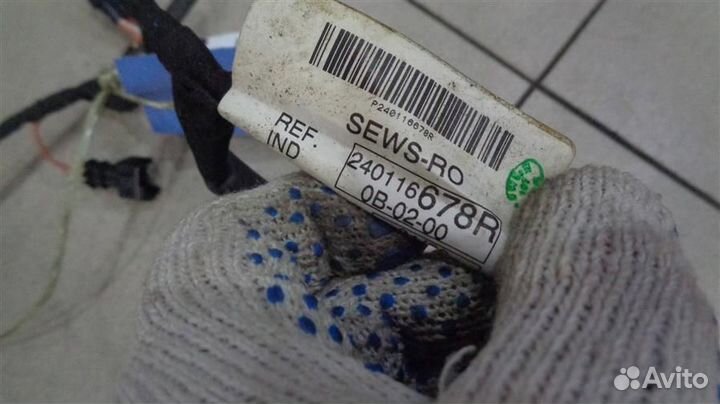 P240116678R
SEWS-RO
REF. 240116678R
IND 0B-02-00
Avito